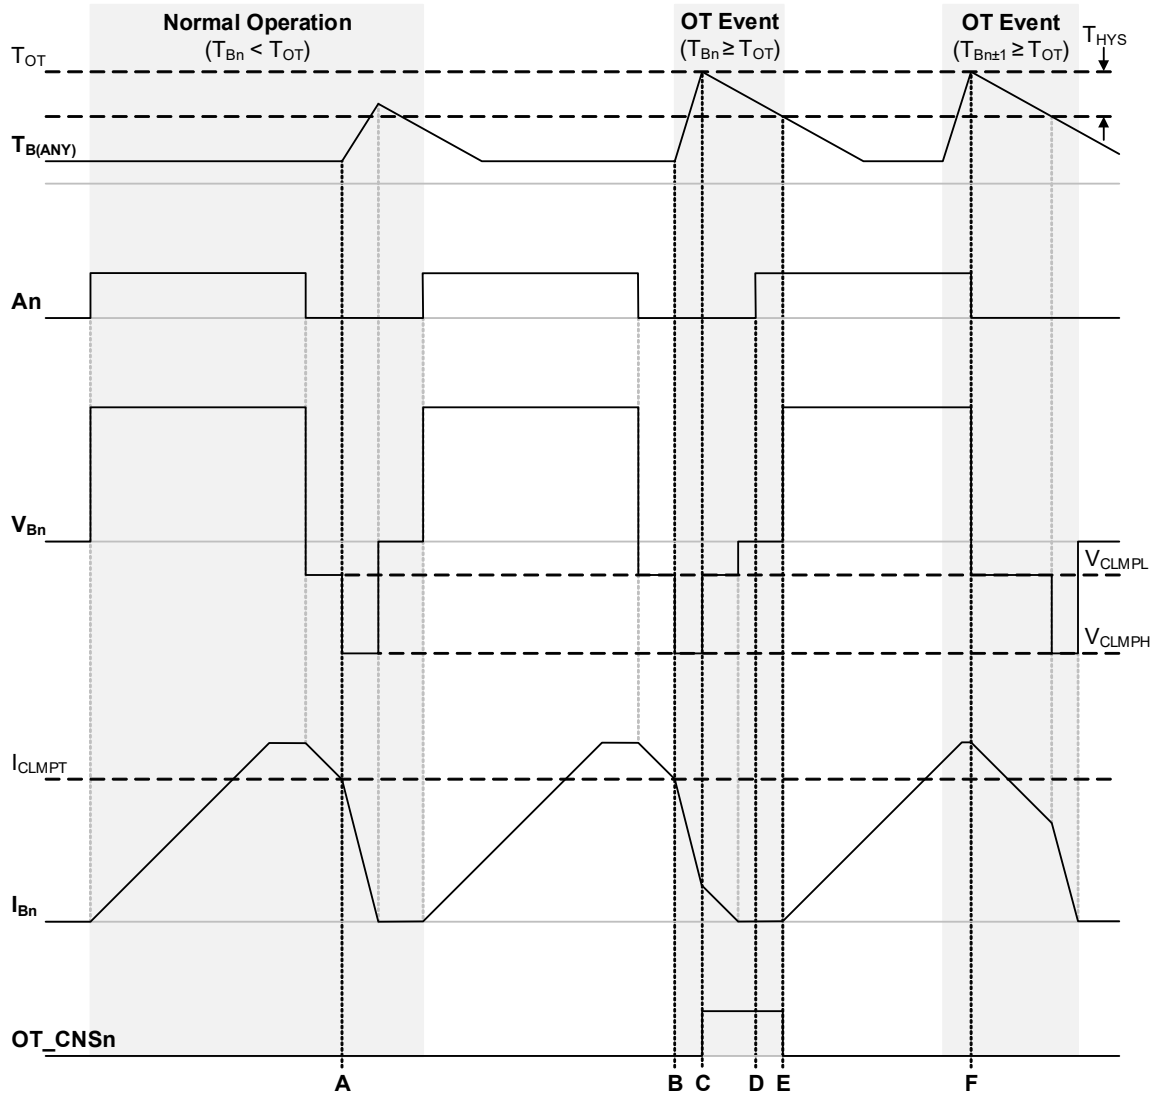 Normal Operation
(TBn < TOT)
OT Event
(TBn ≥ TOT)
OT Event
(TBn±1 ≥ TOT)
THYS
TOT
TB(ANY)
An
VBn
VCLMPL
VCLMPH
ICLMPT
IBn
OT_CNSn
A B C D E F